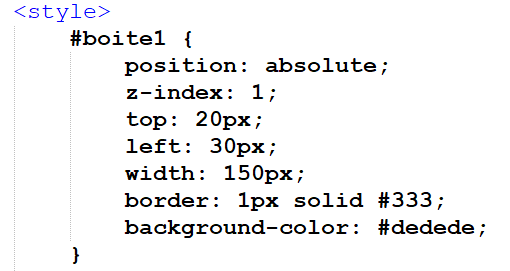 <style>
#boite1 {
position: absolute;
z-index: 1;
top: 20px;
left: 30px;
width: 150px;
border: 1px solid #333;
background-color: #dedede;
}